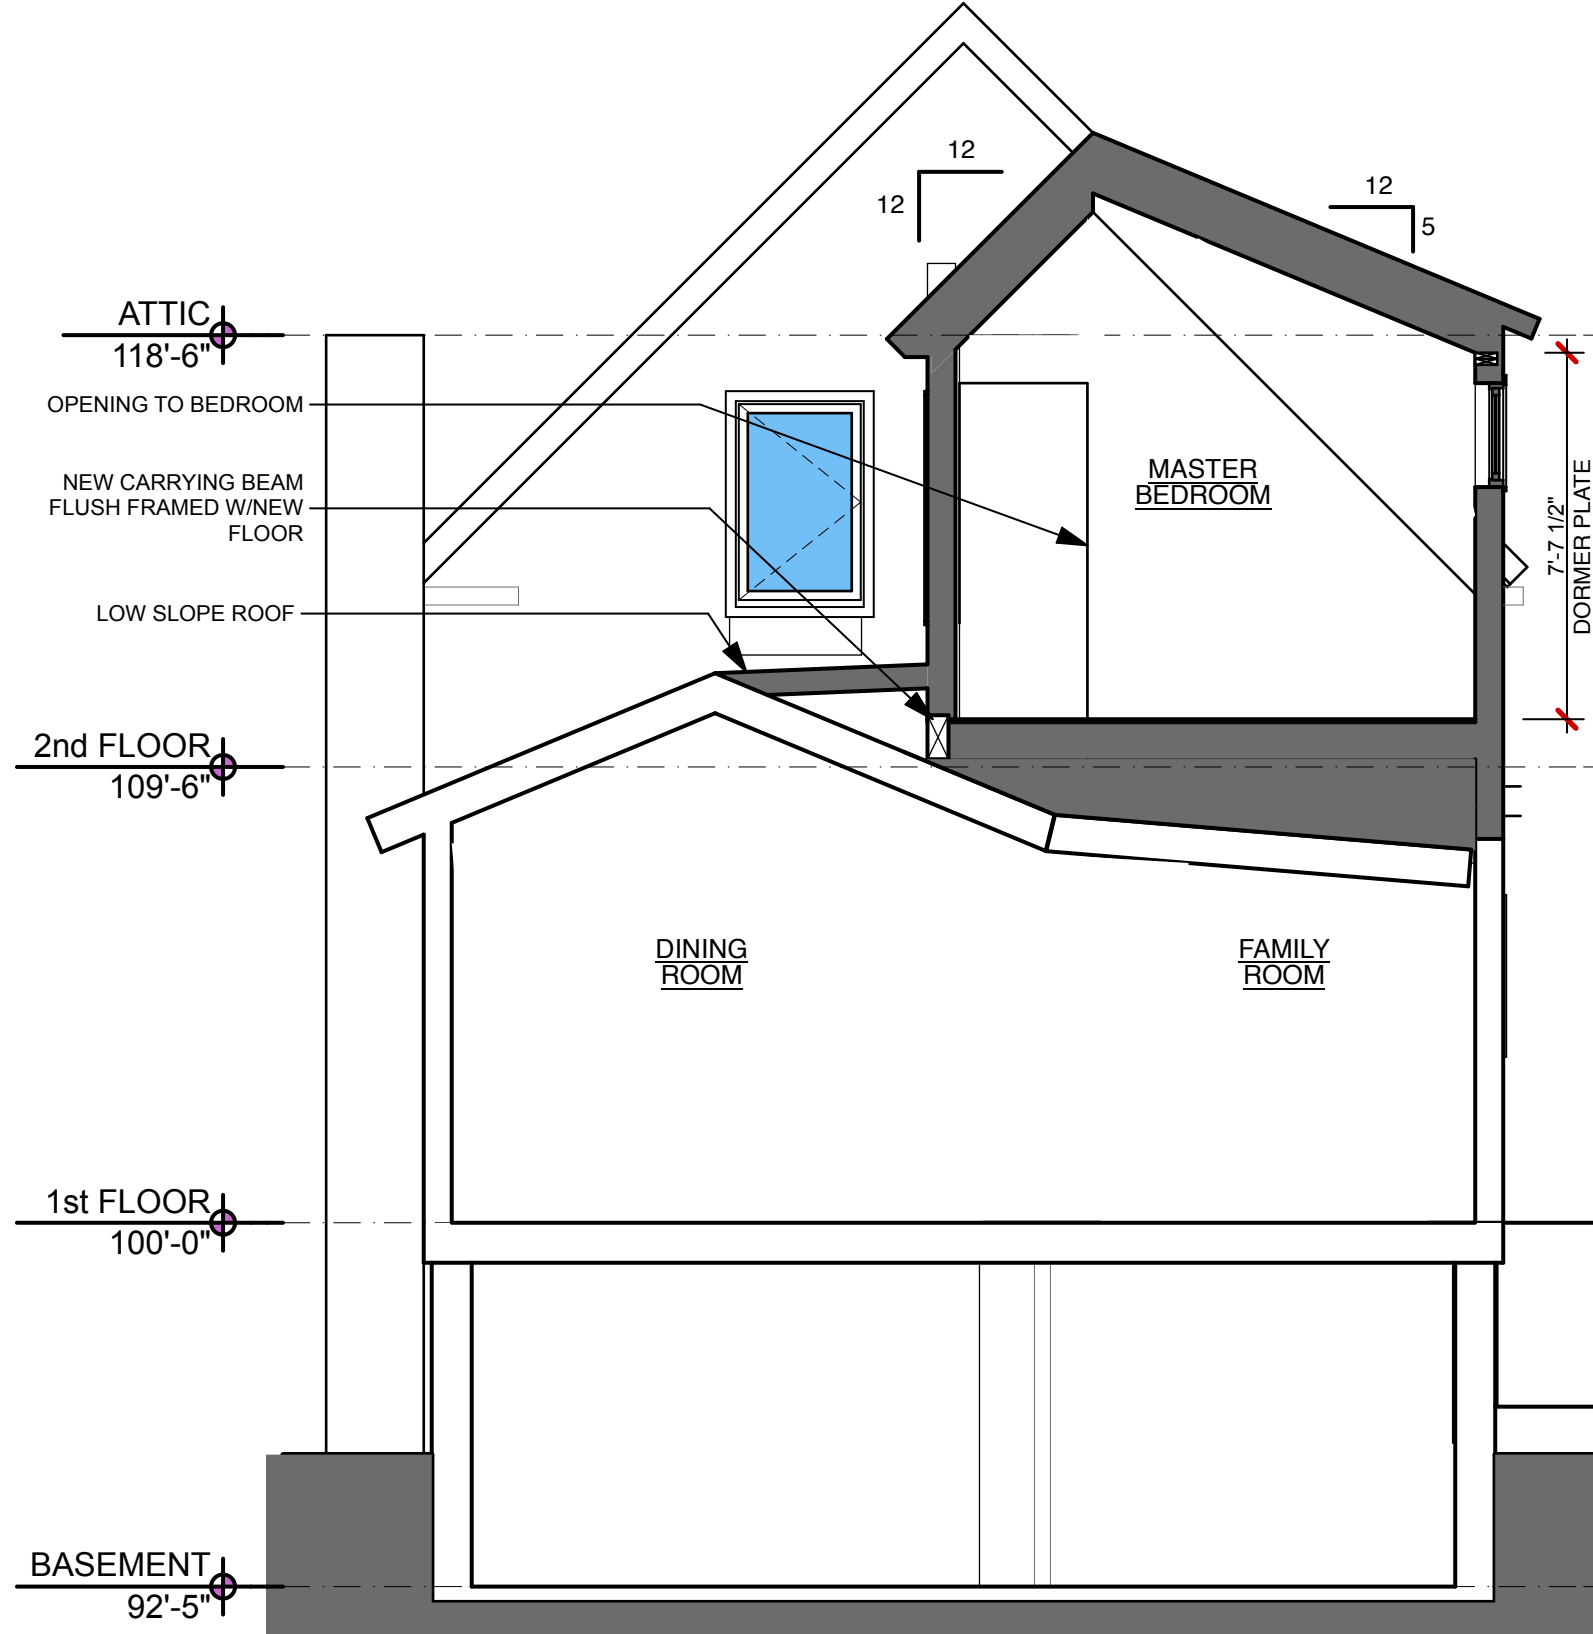 12
12
12
5
ATTIC
118'-6"
OPENING TO BEDROOM
NEW CARRYING BEAM
FLUSH FRAMED W/NEW
FLOOR
LOW SLOPE ROOF
MASTER
BEDROOM
7'-7 1/2"
DORMER PLATE
2nd FLOOR
109'-6"
DINING
ROOM
FAMILY
ROOM
1st FLOOR
100'-0"
BASEMENT
92'-5"